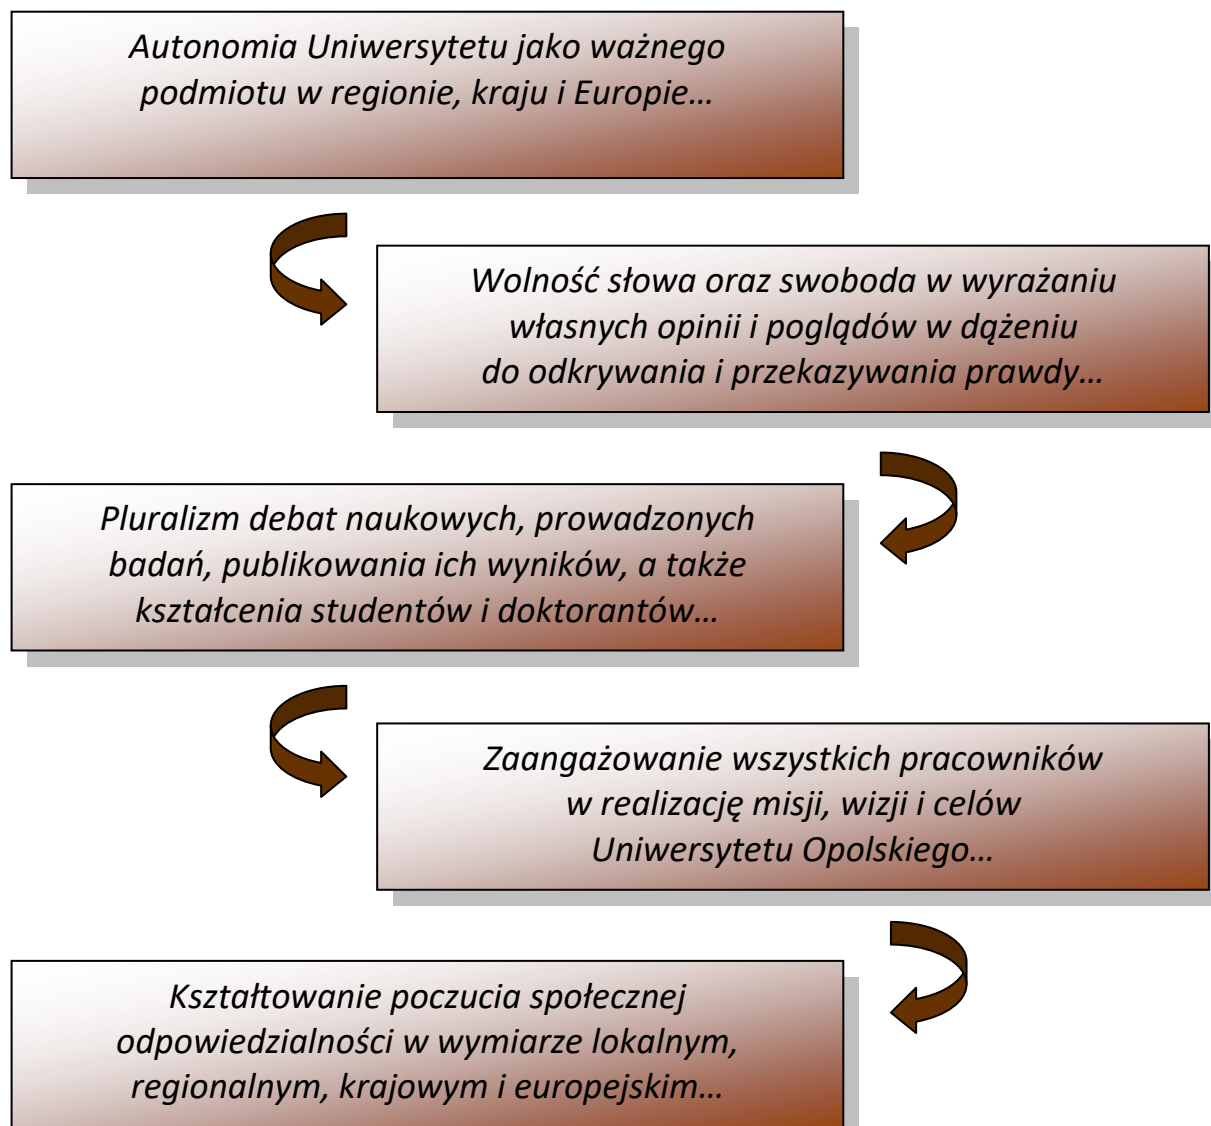 Autonomia Uniwersytetu jako ważnego
podmiotu w regionie, kraju i Europie…
Wolność słowa oraz swoboda w wyrażaniu
własnych opinii i poglądów w dążeniu
do odkrywania i przekazywania prawdy…
Pluralizm debat naukowych, prowadzonych
badań, publikowania ich wyników, a także
kształcenia studentów i doktorantów…
Zaangażowanie wszystkich pracowników
w realizację misji, wizji i celów
Uniwersytetu Opolskiego…
Kształtowanie poczucia społecznej
odpowiedzialności w wymiarze lokalnym,
regionalnym, krajowym i europejskim…